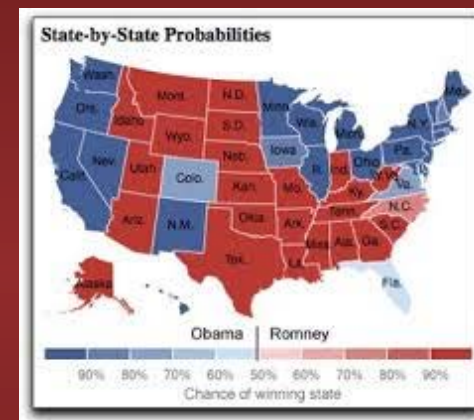 State-by-State Probabilities
Wash.
Mont.
N.D.
Minn.
Me.
Ore.
Idaho
S.D.
Wis.
Mich.
N.Y.
Wyo.
Iowa
Pa.
Nev.
Neb.
Ohio
Calif.
Utah
Colo.
Ind.
W.Va.
Va.
Kan.
Mo.
Ky.
N.C.
Ariz.
N.M.
Okla.
Ark.
Tenn.
S.C.
Miss.
Ala.
Ga.
Tex.
La.
Alaska
Fla.
Obama Romney
90% 80% 70% 60% 50% 60% 70% 80% 90%
Chance of winning state